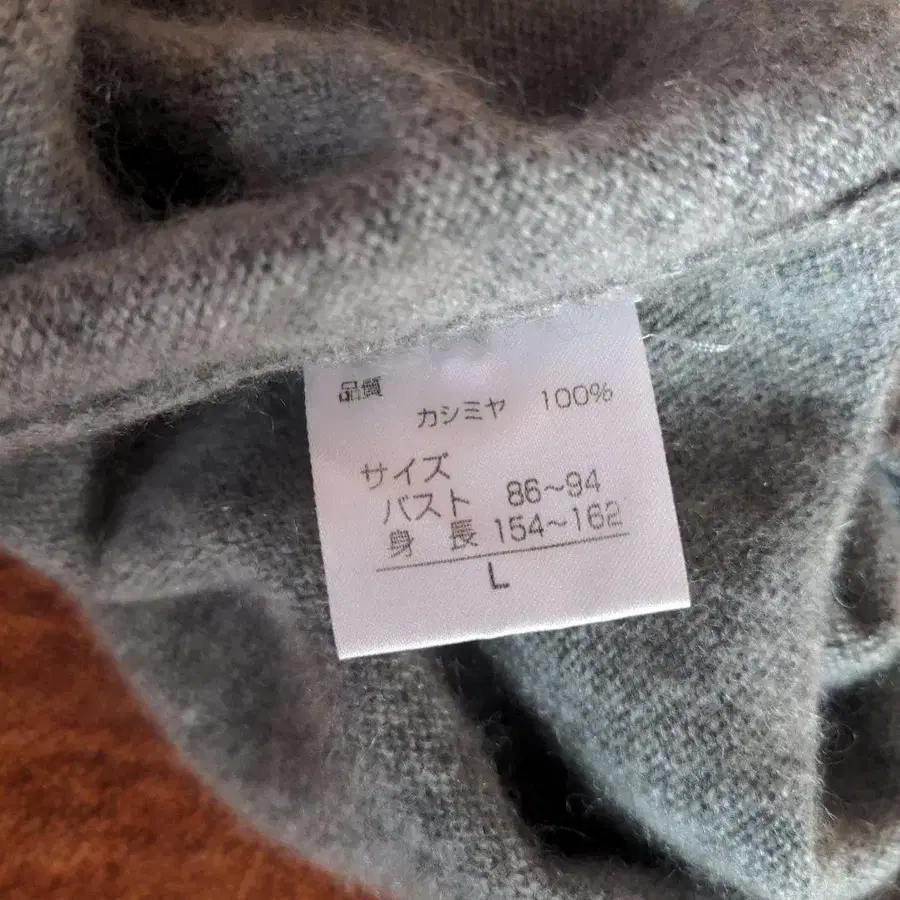 品質
カシミヤ 100%
サイズ
バスト 86～94
身長 154～162
L